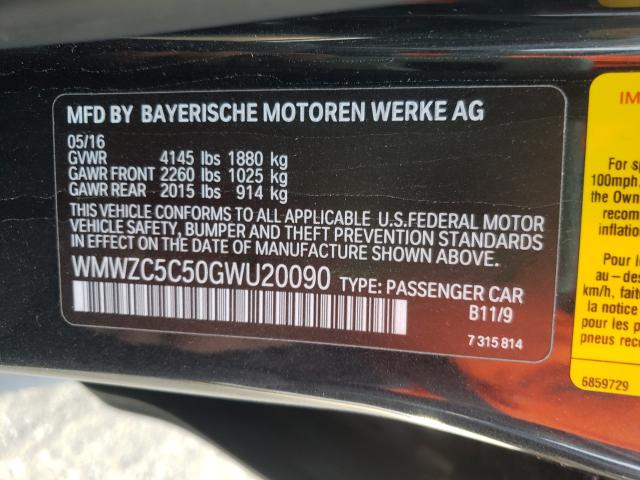 MFD BY BAYERISCHE MOTOREN WERKE AG
05/16
GVWR 4145 lbs 1880 kg
GAWR FRONT 2260 lbs 1025 kg
GAWR REAR 2015 lbs 914 kg
THIS VEHICLE CONFORMS TO ALL APPLICABLE U.S.FEDERAL MOTOR
VEHICLE SAFETY, BUMPER AND THEFT PREVENTION STANDARDS
IN EFFECT ON THE DATE OF MANUFACTURE SHOWN ABOVE.
WMWZC5C50GWU20090 TYPE: PASSENGER CAR
B11/9
7 315 814
For sp
100mph/
the Own
recom
inflation
Pour
au – des
km/h, fait
la notice
pour les p
pneus rec
6859729